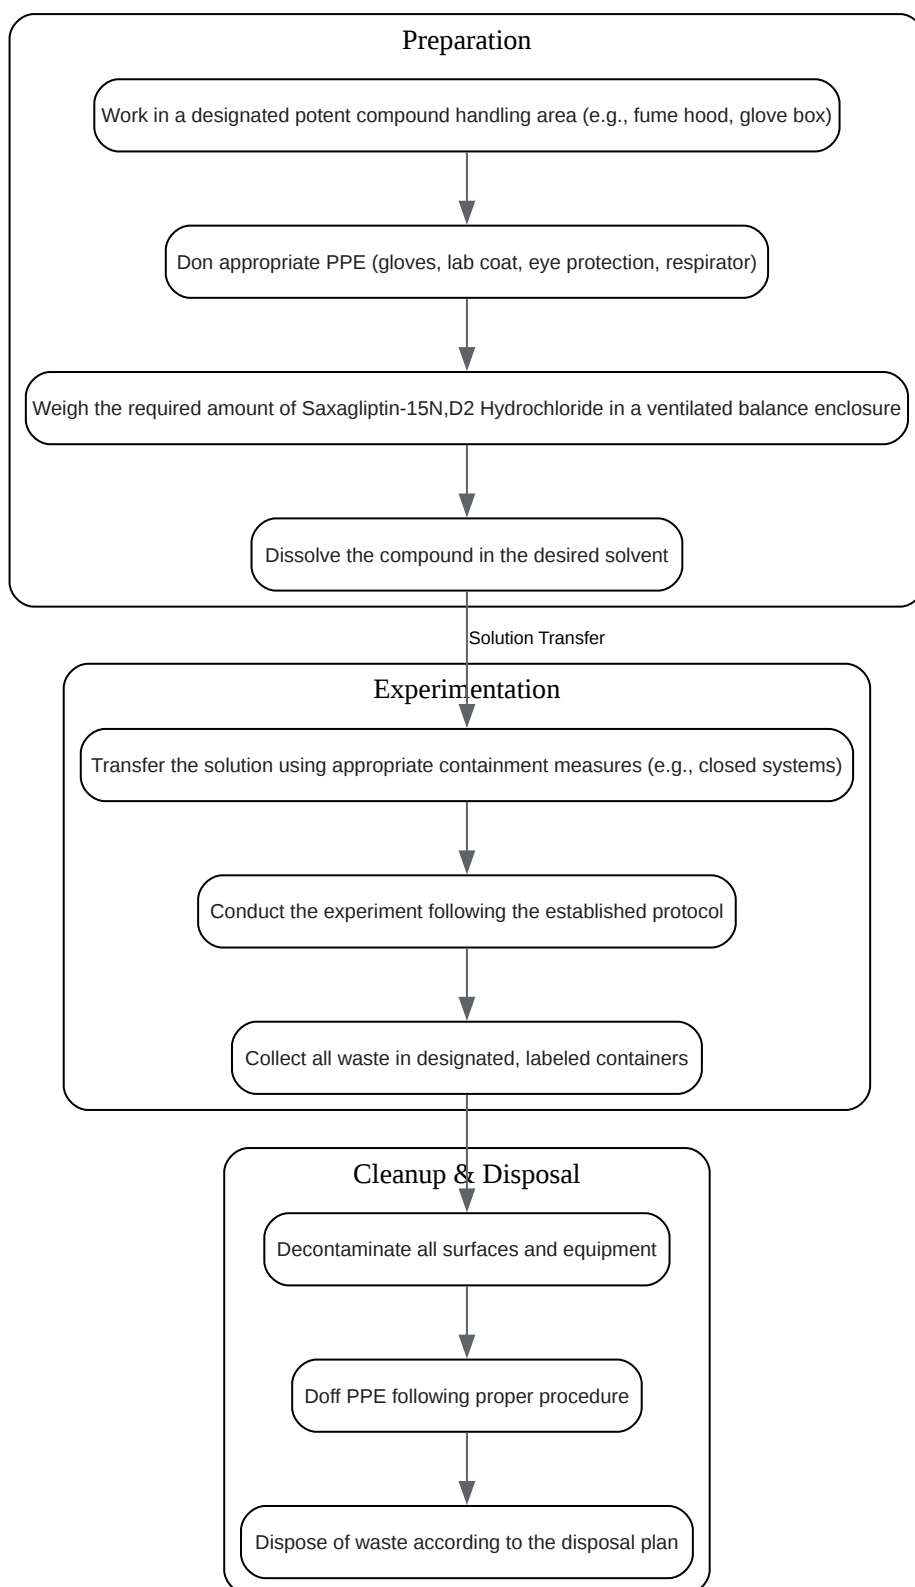 Preparation
Work in a designated potent compound handling area (e.g., fume hood, glove box)
Don appropriate PPE (gloves, lab coat, eye protection, respirator)
Weigh the required amount of Saxagliptin-15N,D2 Hydrochloride in a ventilated balance enclosure
Dissolve the compound in the desired solvent
Solution Transfer
Experimentation
Transfer the solution using appropriate containment measures (e.g., closed systems)
Conduct the experiment following the established protocol
Collect all waste in designated, labeled containers
Cleanup & Disposal
Decontaminate all surfaces and equipment
Doff PPE following proper procedure
Dispose of waste according to the disposal plan